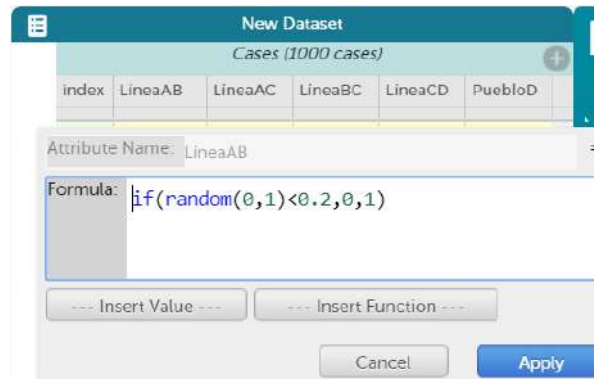 New Dataset
Cases (1000 cases)
index LineaAB LineaAC LineaBC LineaCD PuebloD
Attribute Name: LineaAB =
Formula: if(random(0,1)<0.2,0,1)
--- Insert Value --- --- Insert Function ---
Cancel Apply